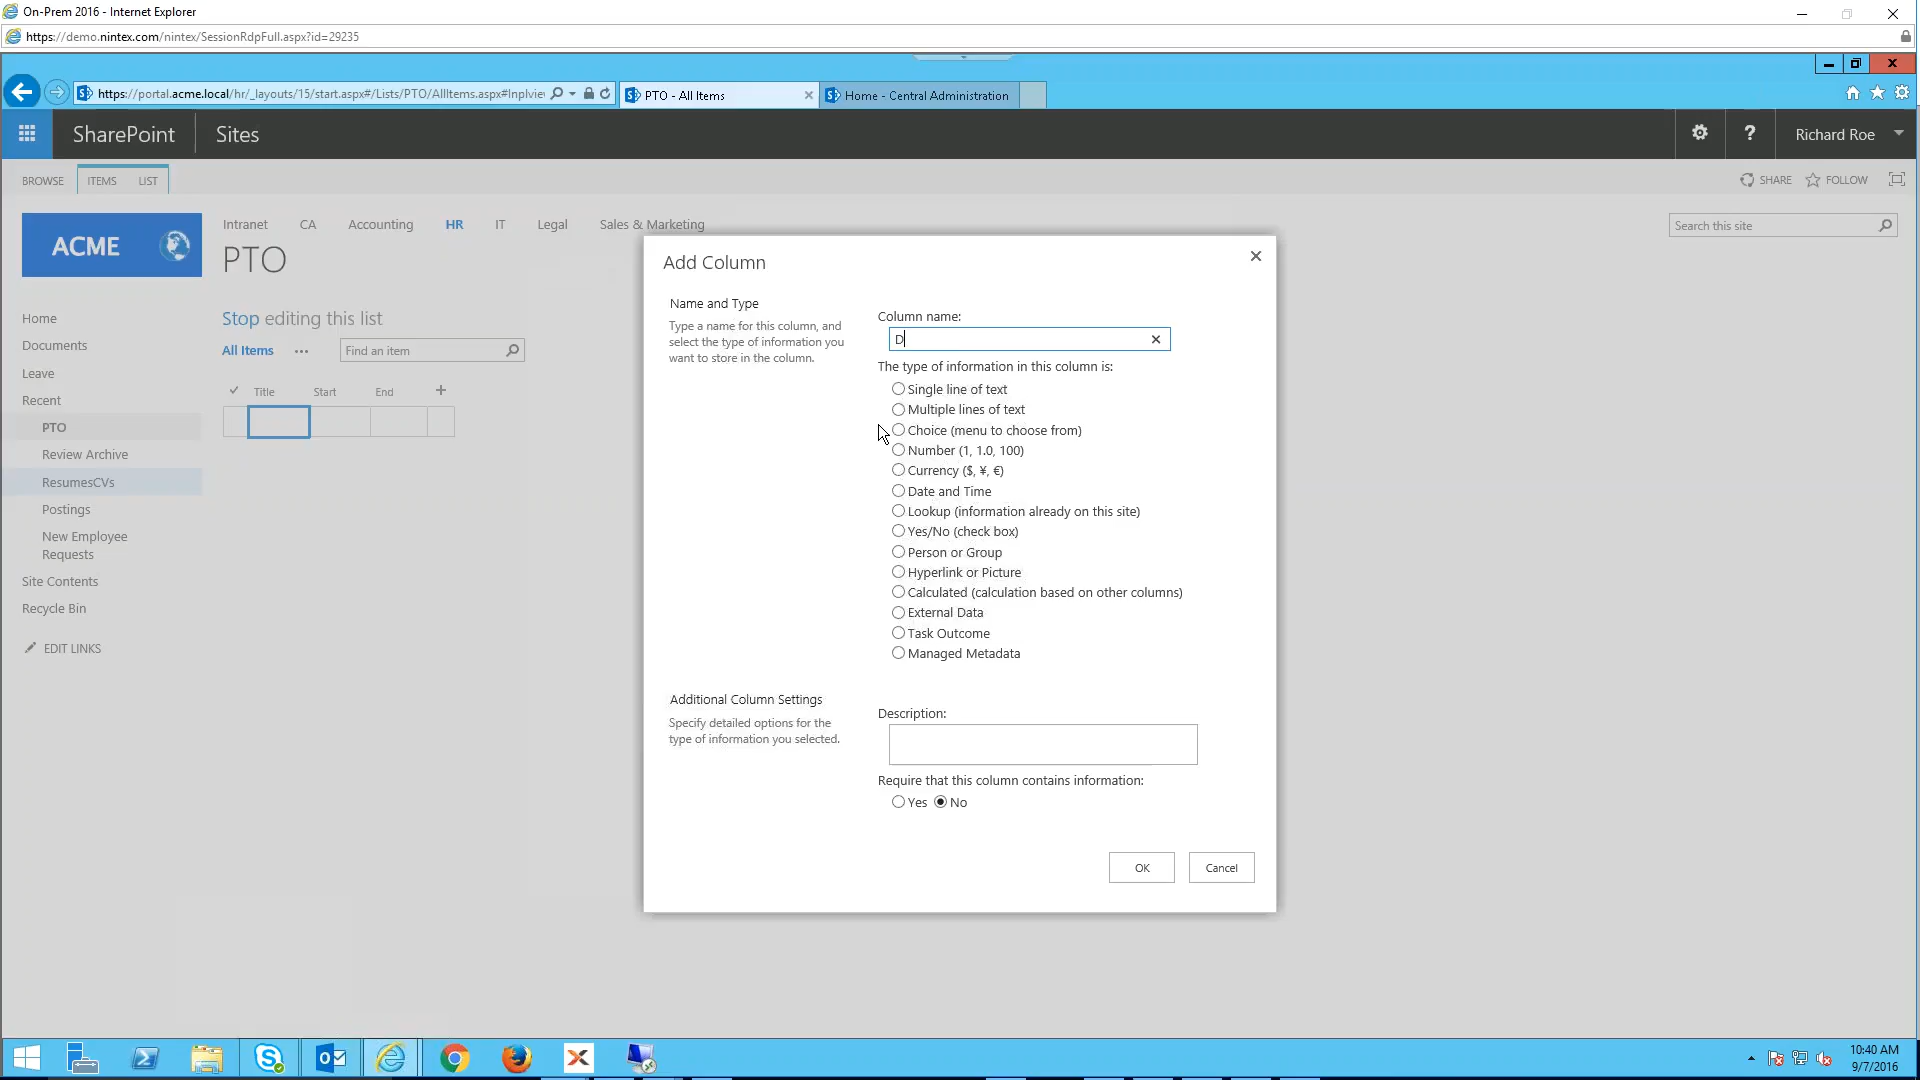 On-Prem 2016 - Internet Explorer
https://demo.nintex.com/nintex/SessionRdpFull.aspx?id=29235
https://portal.acme.local/hr/_layouts/15/start.aspx#/Lists/PTO/AllItems.aspx#InplviewHash
PTO - All Items
Home - Central Administration
SharePoint
Sites
?
Richard Roe
BROWSE
ITEMS
LIST
SHARE
FOLLOW
ACME
Intranet
CA
Accounting
HR
IT
Legal
Sales & Marketing
Search this site
PTO
Stop editing this list
All Items
...
Find an item
Title
Start
End
Home
Documents
Leave
Recent
PTO
Review Archive
ResumesCVs
Postings
New Employee
Requests
Site Contents
Recycle Bin
EDIT LINKS
Add Column
Name and Type
Type a name for this column, and
select the type of information you
want to store in the column.
Column name:
D
The type of information in this column is:
Single line of text
Multiple lines of text
Choice (menu to choose from)
Number (1, 1.0, 100)
Currency ($, ¥, €)
Date and Time
Lookup (information already on this site)
Yes/No (check box)
Person or Group
Hyperlink or Picture
Calculated (calculation based on other columns)
External Data
Task Outcome
Managed Metadata
Additional Column Settings
Specify detailed options for the
type of information you selected.
Description:
Require that this column contains information:
Yes
No
OK
Cancel
10:40 AM
9/7/2016